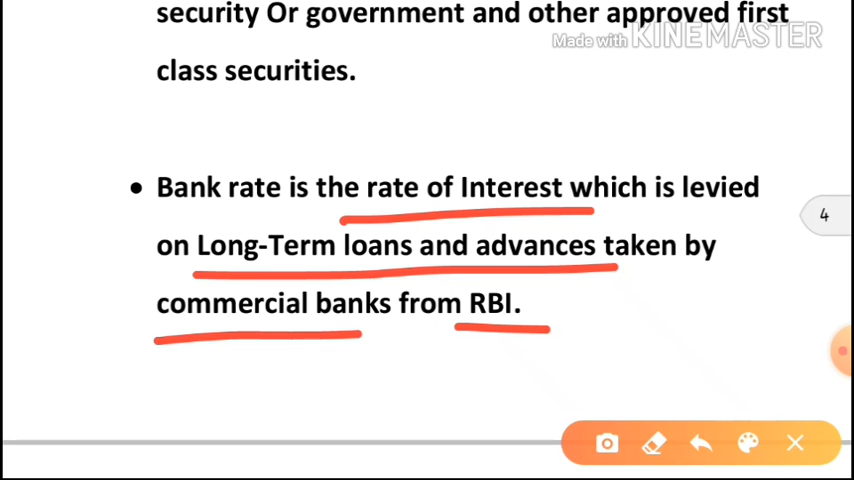 security Or government and other approved first
Made with KINEMASTER
class securities.
• Bank rate is the rate of Interest which is levied
4
on Long-Term loans and advances taken by
commercial banks from RBI.